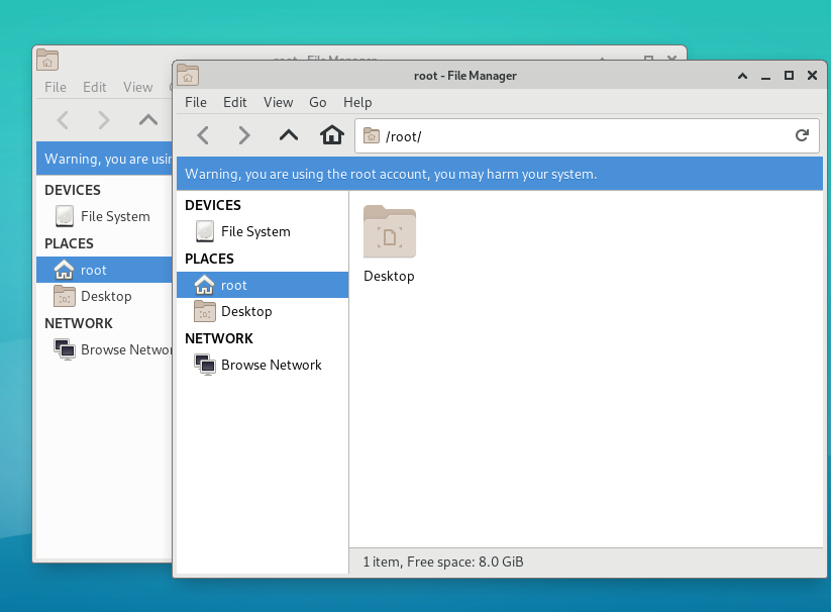 root - File Manager
File Edit View
Warning, you are usin
DEVICES
File System
PLACES
root
Desktop
NETWORK
Browse Networ
root - File Manager
File Edit View Go Help
/root/
Warning, you are using the root account, you may harm your system.
DEVICES
File System
PLACES
root
Desktop
NETWORK
Browse Network
Desktop
1 item, Free space: 8.0 GiB